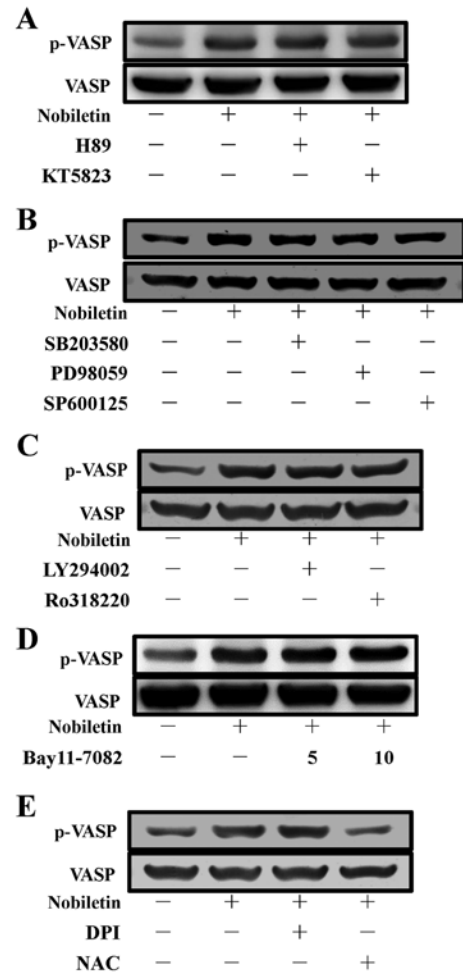 A
p-VASP
VASP
Nobiletin − + + +
H89 − − + −
KT5823 − − − +
B
p-VASP
VASP
Nobiletin − + + + +
SB203580 − − + − −
PD98059 − − − + −
SP600125 − − − − +
C
p-VASP
VASP
Nobiletin − + + +
LY294002 − − + −
Ro318220 − − − +
D
p-VASP
VASP
Nobiletin − + + +
Bay11-7082 − − 5 10
E
p-VASP
VASP
Nobiletin − + + +
DPI − − + −
NAC − − − +